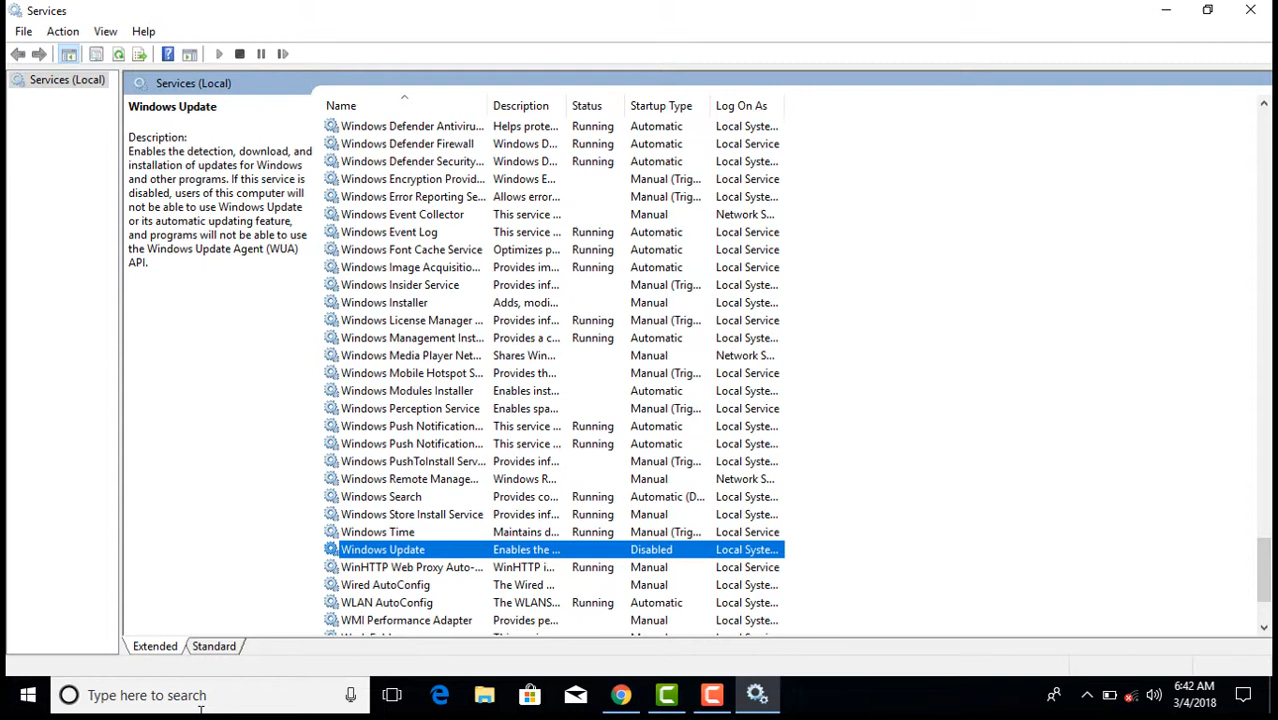 Services
File Action View Help
Services (Local)
Services (Local)
Windows Update
Description:
Enables the detection, download, and
installation of updates for Windows
and other programs. If this service is
disabled, users of this computer will
not be able to use Windows Update
or its automatic updating feature,
and programs will not be able to use
the Windows Update Agent (WUA)
API.
Name Description Status Startup Type Log On As
Windows Defender Antiviru... Helps prote... Running Automatic Local Syste...
Windows Defender Firewall Windows D... Running Automatic Local Service
Windows Defender Security... Windows D... Running Automatic Local Syste...
Windows Encryption Provid... Windows E... Manual (Trig... Local Service
Windows Error Reporting Se... Allows error... Manual (Trig... Local Syste...
Windows Event Collector This service ... Manual Network S...
Windows Event Log This service ... Running Automatic Local Service
Windows Font Cache Service Optimizes p... Running Automatic Local Service
Windows Image Acquisitio... Provides im... Running Automatic Local Service
Windows Insider Service Provides inf... Manual (Trig... Local Syste...
Windows Installer Adds, modi... Manual Local Syste...
Windows License Manager ... Provides inf... Running Manual (Trig... Local Service
Windows Management Inst... Provides a c... Running Automatic Local Syste...
Windows Media Player Net... Shares Win... Manual Network S...
Windows Mobile Hotspot S... Provides th... Manual (Trig... Local Service
Windows Modules Installer Enables inst... Automatic Local Syste...
Windows Perception Service Enables spa... Manual (Trig... Local Service
Windows Push Notification... This service ... Running Automatic Local Syste...
Windows Push Notification... This service ... Running Automatic Local Syste...
Windows PushToInstall Serv... Provides inf... Manual (Trig... Local Syste...
Windows Remote Manage... Windows R... Manual Network S...
Windows Search Provides co... Running Automatic (D... Local Syste...
Windows Store Install Service Provides inf... Running Manual Local Syste...
Windows Time Maintains d... Running Manual (Trig... Local Service
Windows Update Enables the ... Disabled Local Syste...
WinHTTP Web Proxy Auto-... WinHTTP i... Running Manual Local Service
Wired AutoConfig The Wired ... Manual Local Syste...
WLAN AutoConfig The WLANS... Running Automatic Local Syste...
WMI Performance Adapter Provides pe... Manual Local Syste...
Extended Standard
Type here to search
6:42 AM
3/4/2018